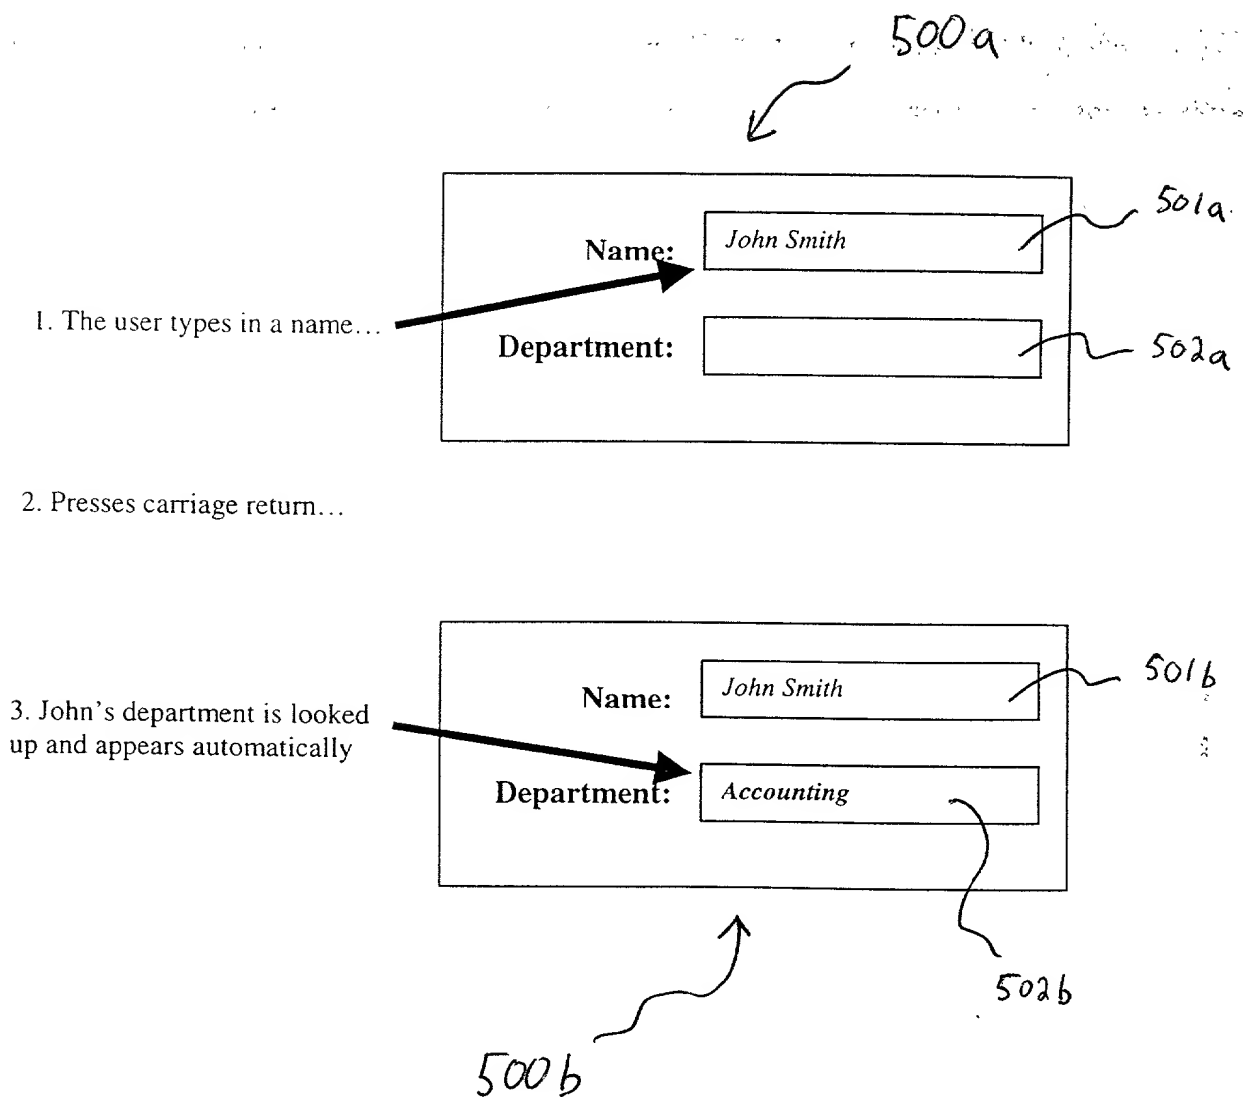 500a
501a
Name: John Smith
1. The user types in a name...
Department:
502a
2. Presses carriage return...
501b
Name: John Smith
3. John's department is looked
up and appears automatically
Department: Accounting
502b
500b